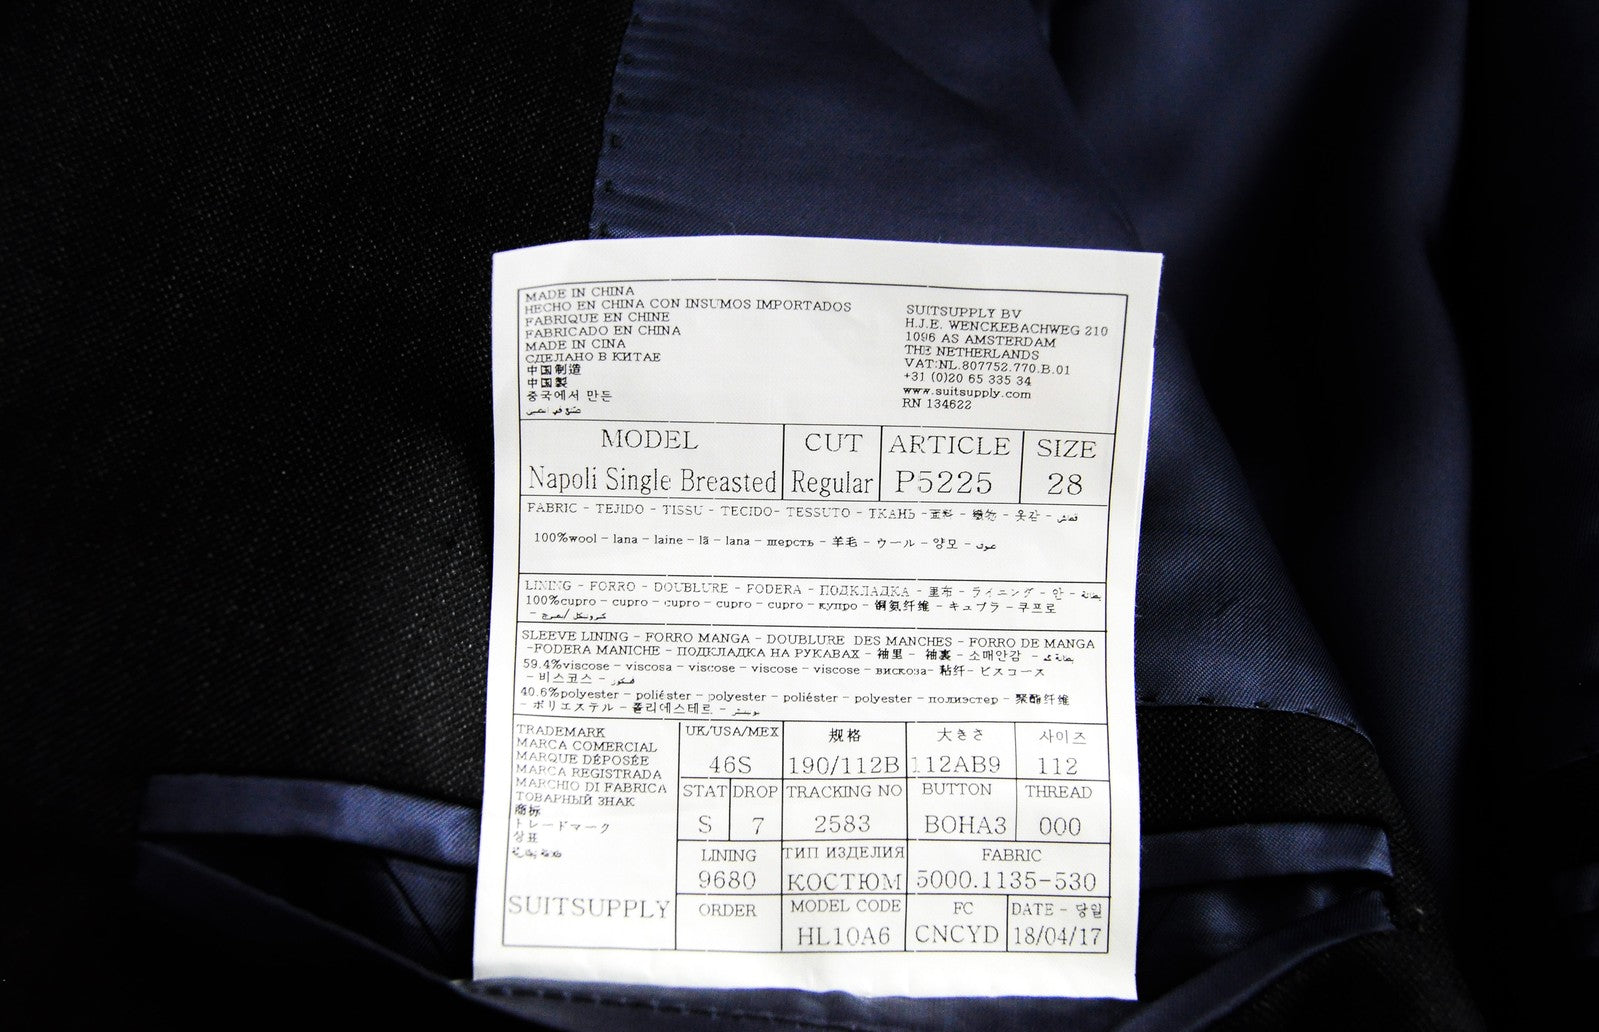 MADE IN CHINA
HECHO EN CHINA CON INSUMOS IMPORTADOS
FABRIQUE EN CHINE
FABRICADO EN CHINA
MADE IN CINA
СДЕЛАНО В КИТАЕ
中国制造
中国製
중국에서 만든
SUITSUPPLY BV
H.J.E. WENCKEBACHWEG 210
1096 AS AMSTERDAM
THE NETHERLANDS
VAT:NL.807752.770.B.01
+31 (0)20 65 335 34
www.suitsupply.com
RN 134622
MODEL CUT ARTICLE SIZE
Napoli Single Breasted Regular P5225 28
FABRIC - TEJIDO - TISSU - TECIDO- TESSUTO - ТКАНЬ - 面料 - 織物 - 옷감 - قماش
100%wool - lana - laine - lã - lana - шерсть - 羊毛 - ウール - 양모 - صوف
LINING - FORRO - DOUBLURE - FODERA - ПОДКЛАДКА - 里布 - ライニング - 안 - بطانة
100%cupro - cupro - cupro - cupro - cupro - купро - 铜氨纤维 - キュプラ - 쿠프로
SLEEVE LINING - FORRO MANGA - DOUBLURE DES MANCHES - FORRO DE MANGA
-FODERA MANICHE - ПОДКЛАДКА НА РУКАВАХ - 袖里 - 袖裏 - 소매안감 -
59.4%viscose - viscosa - viscose - viscose - viscose - вискоза- 粘纤- ビスコース
- 비스코스 - فسكوز
40.6%polyester - poliéster - polyester - poliéster - polyester - полиэстер - 聚酯纤维
- ポリエステル - 폴리에스테르 -
TRADEMARK
MARCA COMERCIAL
MARQUE DÉPOSÉE
MARCA REGISTRADA
MARCHIO DI FABRICA
ТОВАРНЫЙ ЗНАК
商标
トレードマーク
상표
SUITSUPPLY
UK/USA/MEX 规格 大きさ 사이즈
46S 190/112B 112AB9 112
STAT DROP TRACKING NO BUTTON THREAD
S 7 2583 BOHA3 000
LINING ТИП ИЗДЕЛИЯ FABRIC
9680 КОСТЮМ 5000.1135-530
ORDER MODEL CODE FC DATE - 당일
HL10A6 CNCYD 18/04/17